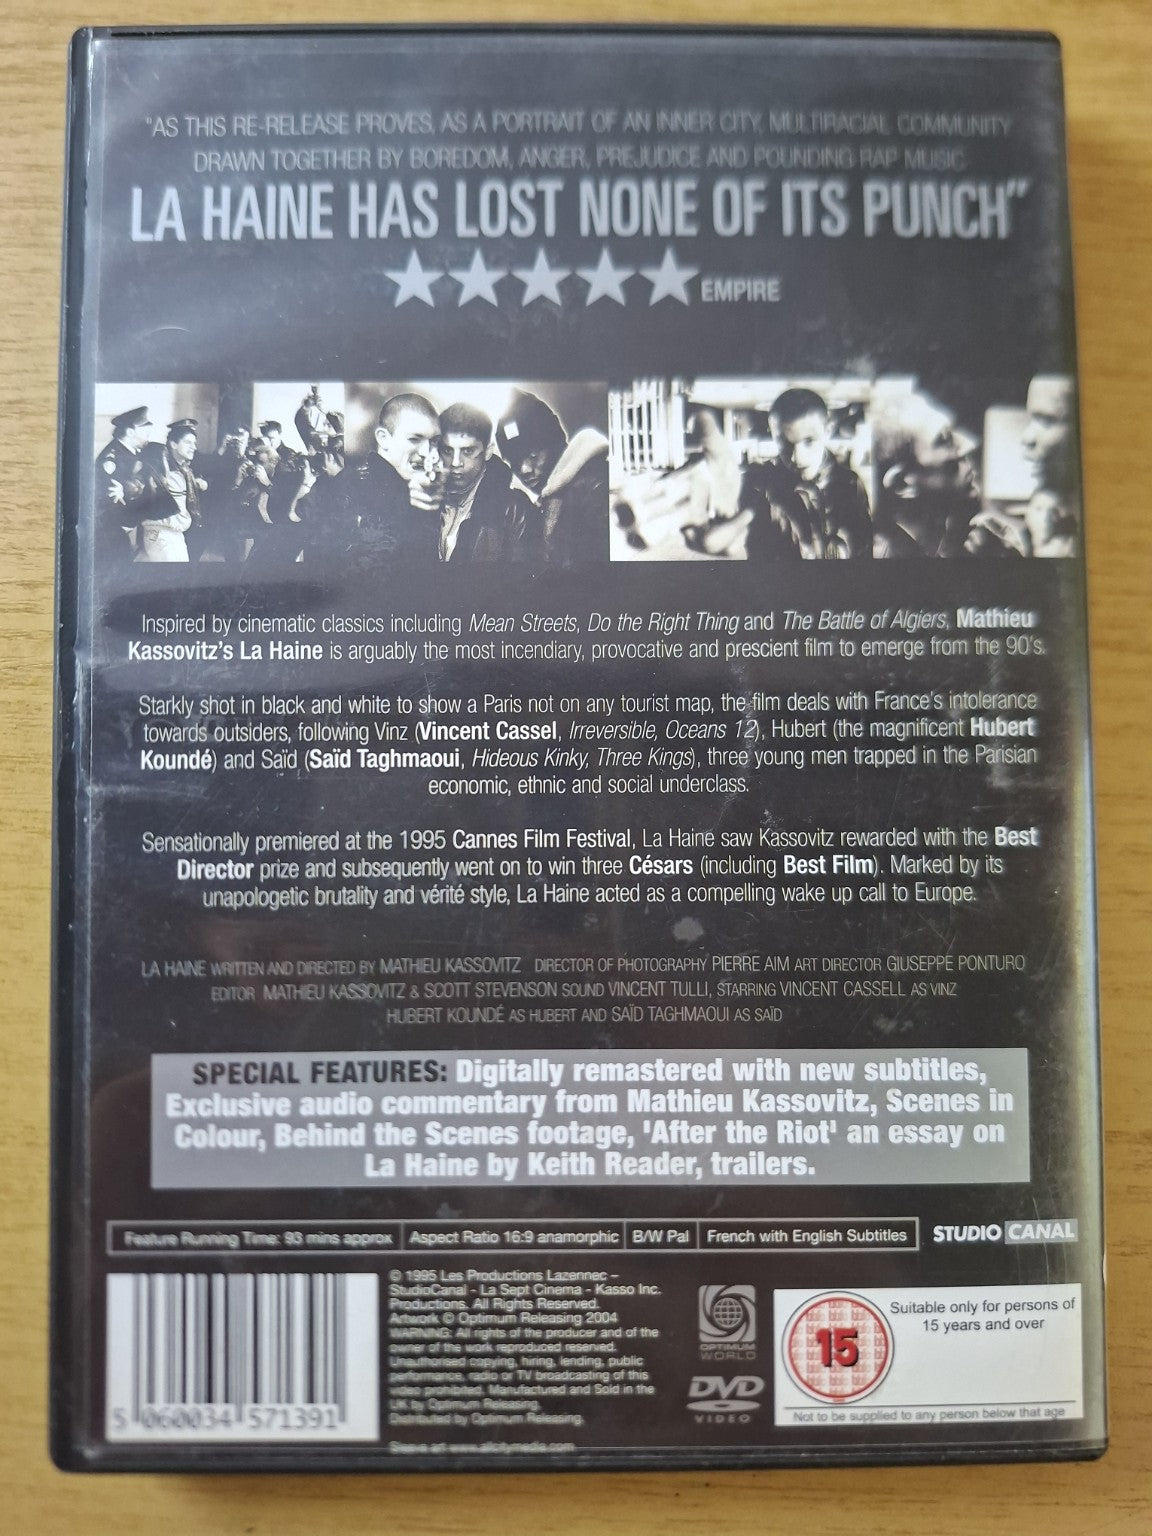 "AS THIS RE-RELEASE PROVES, AS A PORTRAIT OF AN INNER CITY, MULTIRACIAL COMMUNITY
DRAWN TOGETHER BY BOREDOM, ANGER, PREJUDICE AND POUNDING RAP MUSIC
LA HAINE HAS LOST NONE OF ITS PUNCH"
EMPIRE
Inspired by cinematic classics including Mean Streets, Do the Right Thing and The Battle of Algiers, Mathieu
Kassovitz's La Haine is arguably the most incendiary, provocative and prescient film to emerge from the 90's.
Starkly shot in black and white to show a Paris not on any tourist map, the film deals with France's intolerance
towards outsiders, following Vinz (Vincent Cassel, Irreversible, Oceans 12), Hubert (the magnificent Hubert
Koundé) and Saïd (Saïd Taghmaoui, Hideous Kinky, Three Kings), three young men trapped in the Parisian
economic, ethnic and social underclass.
Sensationally premiered at the 1995 Cannes Film Festival, La Haine saw Kassovitz rewarded with the Best
Director prize and subsequently went on to win three Césars (including Best Film). Marked by its
unapologetic brutality and vérité style, La Haine acted as a compelling wake up call to Europe.
LA HAINE WRITTEN AND DIRECTED BY MATHIEU KASSOVITZ DIRECTOR OF PHOTOGRAPHY PIERRE AIM ART DIRECTOR GIUSEPPE PONTURO
EDITOR MATHIEU KASSOVITZ & SCOTT STEVENSON SOUND VINCENT TULLI, STARRING VINCENT CASSELL AS VINZ
HUBERT KOUNDÉ AS HUBERT AND SAÏD TAGHMAOUI AS SAÏD
SPECIAL FEATURES: Digitally remastered with new subtitles,
Exclusive audio commentary from Mathieu Kassovitz, Scenes in
Colour, Behind the Scenes footage, 'After the Riot' an essay on
La Haine by Keith Reader, trailers.
Feature Running Time: 93 mins approx Aspect Ratio 16:9 anamorphic B/W Pal French with English Subtitles STUDIO CANAL
© 1995 Les Productions Lazennec –
StudioCanal - La Sept Cinema - Kasso Inc.
Productions. All Rights Reserved.
Artwork © Optimum Releasing 2004
WARNING: All rights of the producer and of the
owner of the work reproduced reserved.
Unauthorised copying, hiring, lending, public
performance, radio or TV broadcasting of this
video prohibited. Manufactured and Sold in the
UK by Optimum Releasing.
Distributed by Optimum Releasing.
Sleeve art www.allcitymedia.com
5 060034 571391
OPTIMUM
WORLD
DVD
VIDEO
15
Suitable only for persons of
15 years and over
Not to be supplied to any person below that age